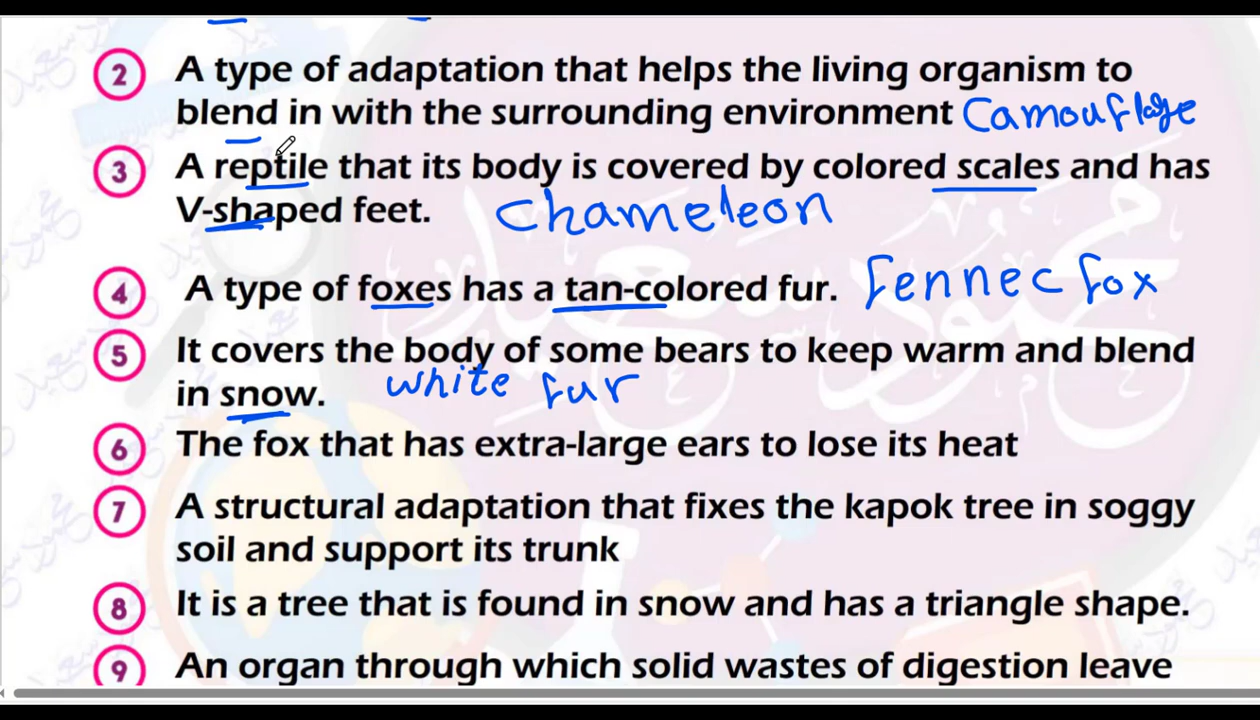 2 A type of adaptation that helps the living organism to
blend in with the surrounding environment Camouflage
3 A reptile that its body is covered by colored scales and has
V-shaped feet. Chameleon
4 A type of foxes has a tan-colored fur. fennec fox
5 It covers the body of some bears to keep warm and blend
in snow. white fur
6 The fox that has extra-large ears to lose its heat
7 A structural adaptation that fixes the kapok tree in soggy
soil and support its trunk
8 It is a tree that is found in snow and has a triangle shape.
9 An organ through which solid wastes of digestion leave
محمود سعيد